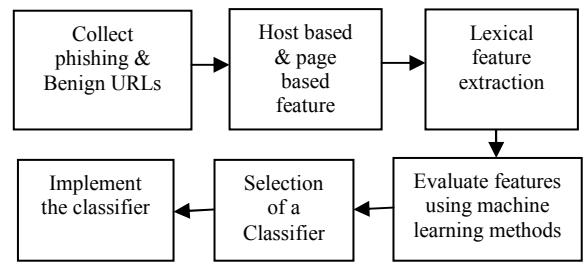 Collect
phishing &
Benign URLs
Host based
& page
based
feature
Lexical
feature
extraction
Evaluate features
using machine
learning methods
Selection
of a
Classifier
Implement
the classifier